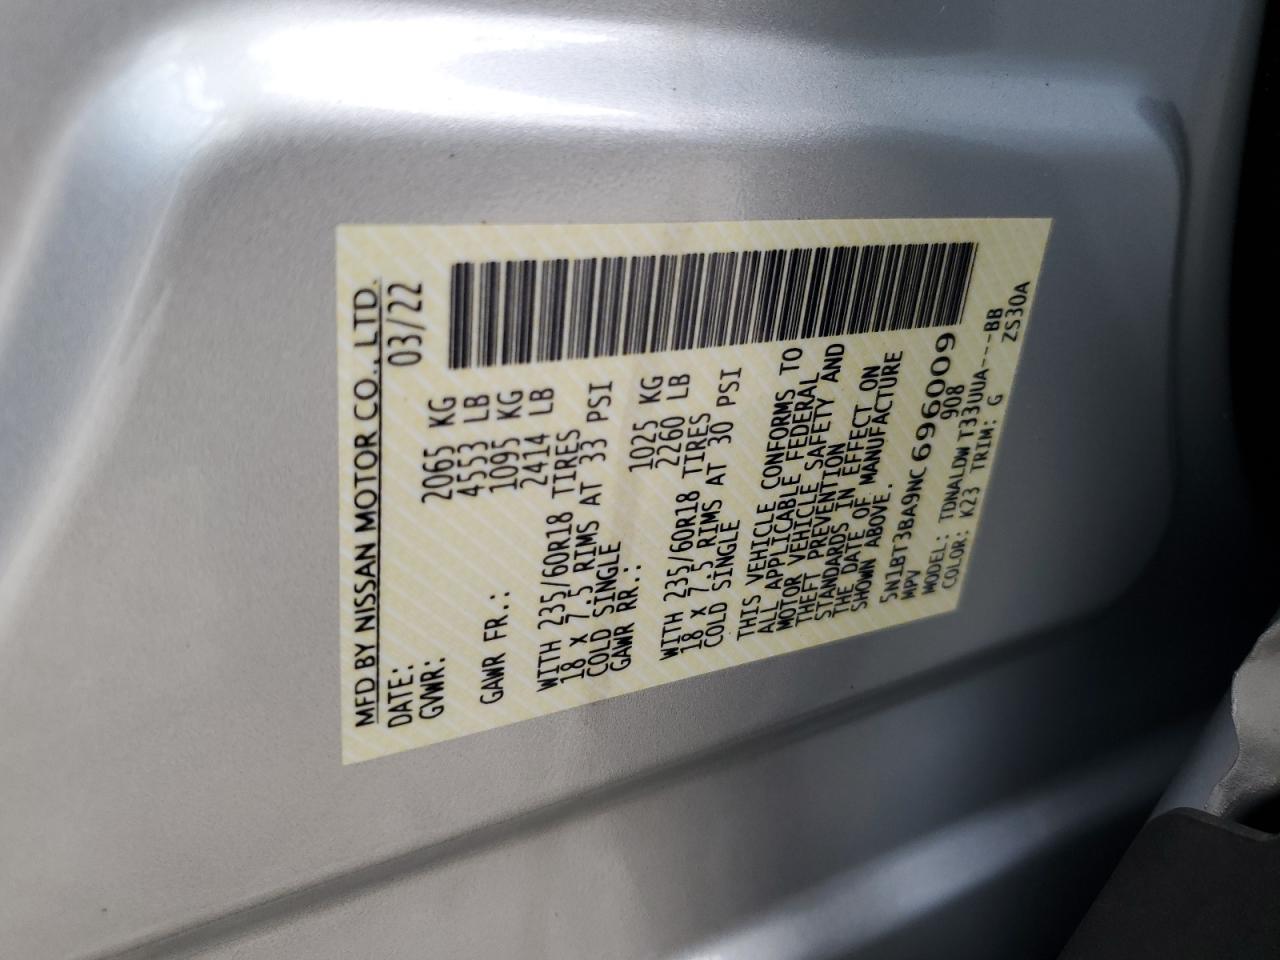 MFD BY NISSAN MOTOR CO., LTD.
DATE: 03/22
GVWR: 2065 KG
4553 LB
GAWR FR.: 1095 KG
2414 LB
WITH 235/60R18 TIRES
18 X 7.5 RIMS AT 33 PSI
COLD SINGLE
GAWR RR.: 1025 KG
2260 LB
WITH 235/60R18 TIRES
18 X 7.5 RIMS AT 30 PSI
COLD SINGLE
THIS VEHICLE CONFORMS TO
ALL APPLICABLE FEDERAL
MOTOR VEHICLE SAFETY AND
THEFT PREVENTION
STANDARDS IN EFFECT ON
THE DATE OF MANUFACTURE
SHOWN ABOVE.
5N1BT3BA9NC696009
MPV 908
MODEL: TDNALDWT33UUA---BB
COLOR: K23 TRIM: G ZS30A